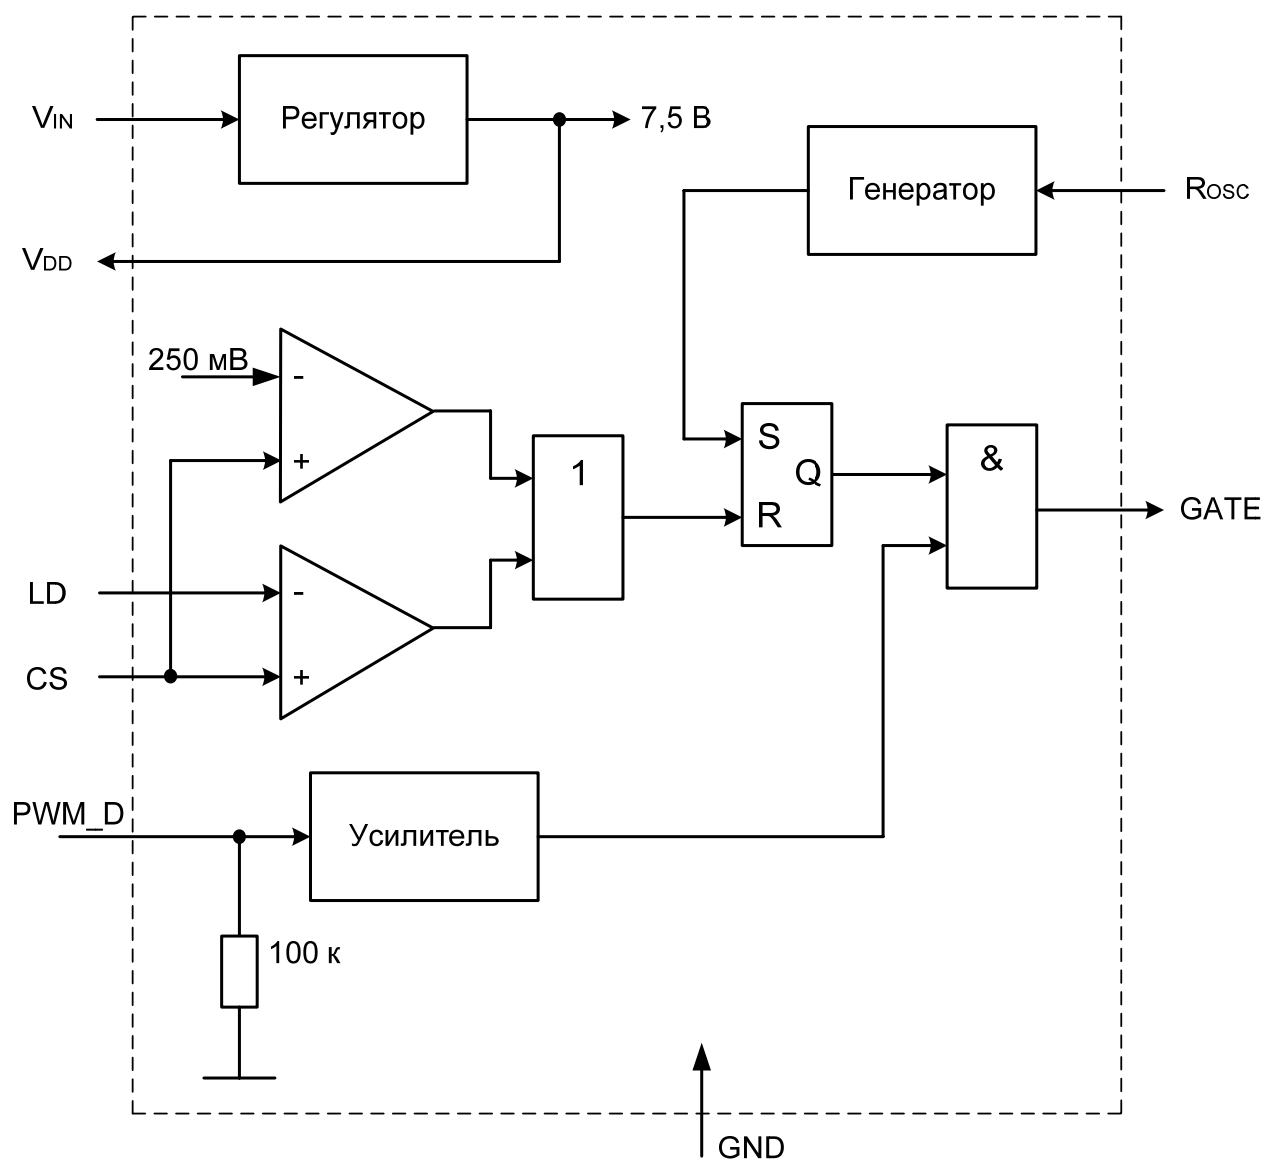 VIN
Регулятор
7,5 В
Генератор
ROSC
VDD
250 мВ
-
+
1
S
Q
R
&
GATE
LD
-
CS
+
PWM_D
Усилитель
100 к
GND